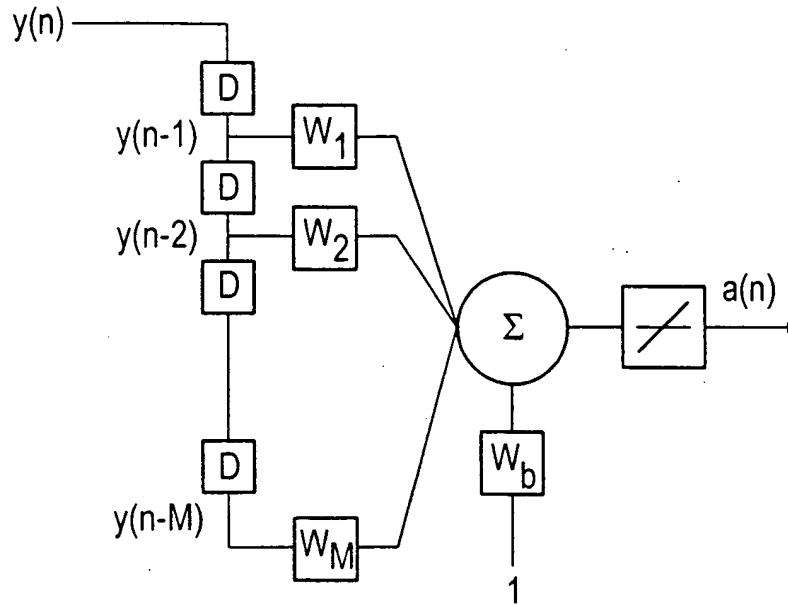 y(n)
D
y(n-1)
W1
D
y(n-2)
W2
D
Σ
a(n)
D
Wb
y(n-M)
WM
1